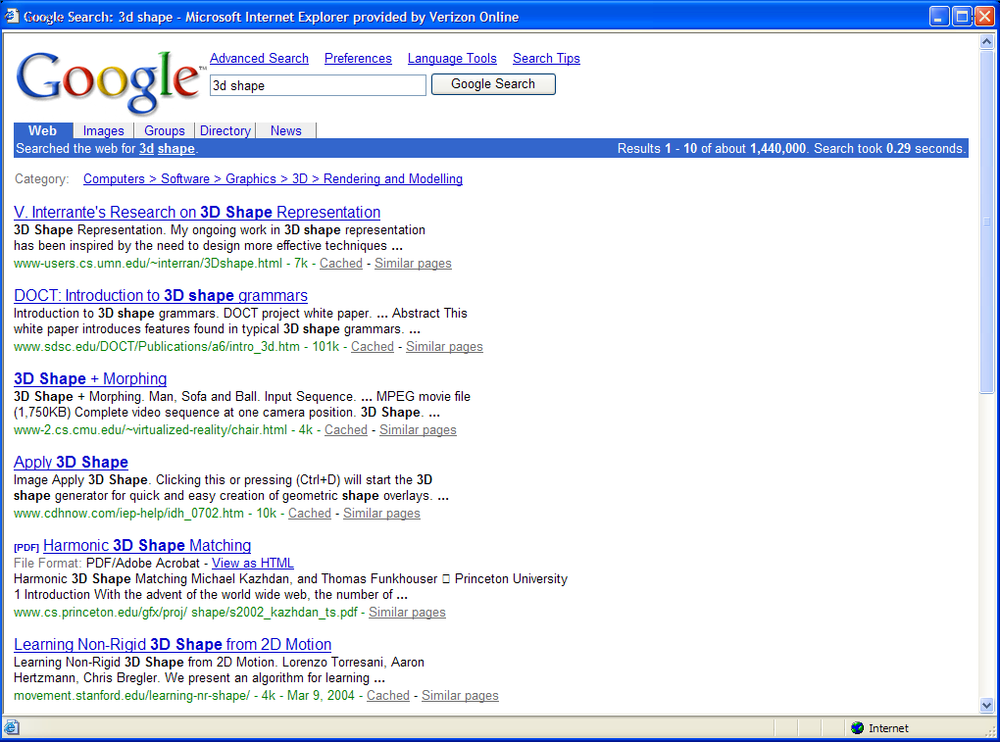 Google Search: 3d shape - Microsoft Internet Explorer provided by Verizon Online
Google™
Advanced Search Preferences Language Tools Search Tips
3d shape Google Search
Web Images Groups Directory News
Searched the web for 3d shape. Results 1 - 10 of about 1,440,000. Search took 0.29 seconds.
Category: Computers > Software > Graphics > 3D > Rendering and Modelling
V. Interrante's Research on 3D Shape Representation
3D Shape Representation. My ongoing work in 3D shape representation
has been inspired by the need to design more effective techniques ...
www-users.cs.umn.edu/~interran/3Dshape.html - 7k - Cached - Similar pages
DOCT: Introduction to 3D shape grammars
Introduction to 3D shape grammars. DOCT project white paper. ... Abstract This
white paper introduces features found in typical 3D shape grammars. ...
www.sdsc.edu/DOCT/Publications/a6/intro_3d.htm - 101k - Cached - Similar pages
3D Shape + Morphing
3D Shape + Morphing. Man, Sofa and Ball. Input Sequence. ... MPEG movie file
(1,750KB) Complete video sequence at one camera position. 3D Shape. ...
www-2.cs.cmu.edu/~virtualized-reality/chair.html - 4k - Cached - Similar pages
Apply 3D Shape
Image Apply 3D Shape. Clicking this or pressing (Ctrl+D) will start the 3D
shape generator for quick and easy creation of geometric shape overlays. ...
www.cdhnow.com/iep-help/idh_0702.htm - 10k - Cached - Similar pages
[PDF] Harmonic 3D Shape Matching
File Format: PDF/Adobe Acrobat - View as HTML
Harmonic 3D Shape Matching Michael Kazhdan, and Thomas Funkhouser □ Princeton University
1 Introduction With the advent of the world wide web, the number of ...
www.cs.princeton.edu/gfx/proj/ shape/s2002_kazhdan_ts.pdf - Similar pages
Learning Non-Rigid 3D Shape from 2D Motion
Learning Non-Rigid 3D Shape from 2D Motion. Lorenzo Torresani, Aaron
Hertzmann, Chris Bregler. We present an algorithm for learning ...
movement.stanford.edu/learning-nr-shape/ - 4k - Mar 9, 2004 - Cached - Similar pages
Internet